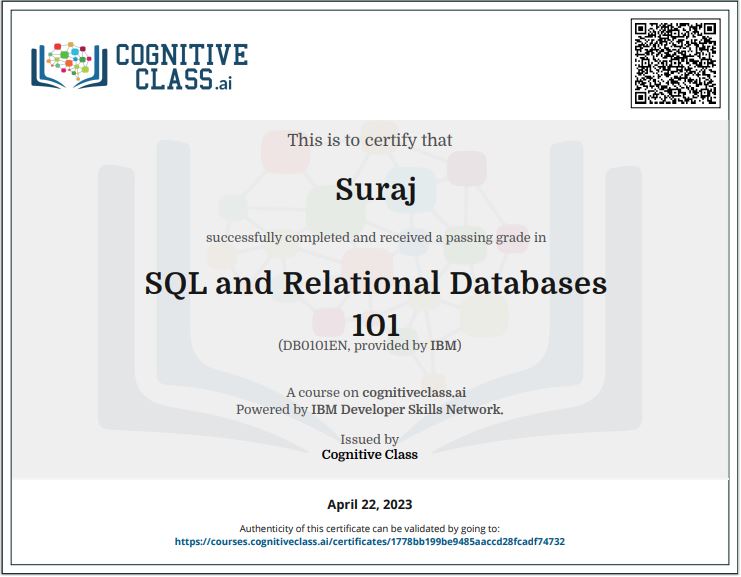 COGNITIVE
CLASS.ai
This is to certify that
Suraj
successfully completed and received a passing grade in
SQL and Relational Databases
101
(DB0101EN, provided by IBM)
A course on cognitiveclass.ai
Powered by IBM Developer Skills Network.
Issued by
Cognitive Class
April 22, 2023
Authenticity of this certificate can be validated by going to:
https://courses.cognitiveclass.ai/certificates/1778bb199be9485aaccd28fcadf74732